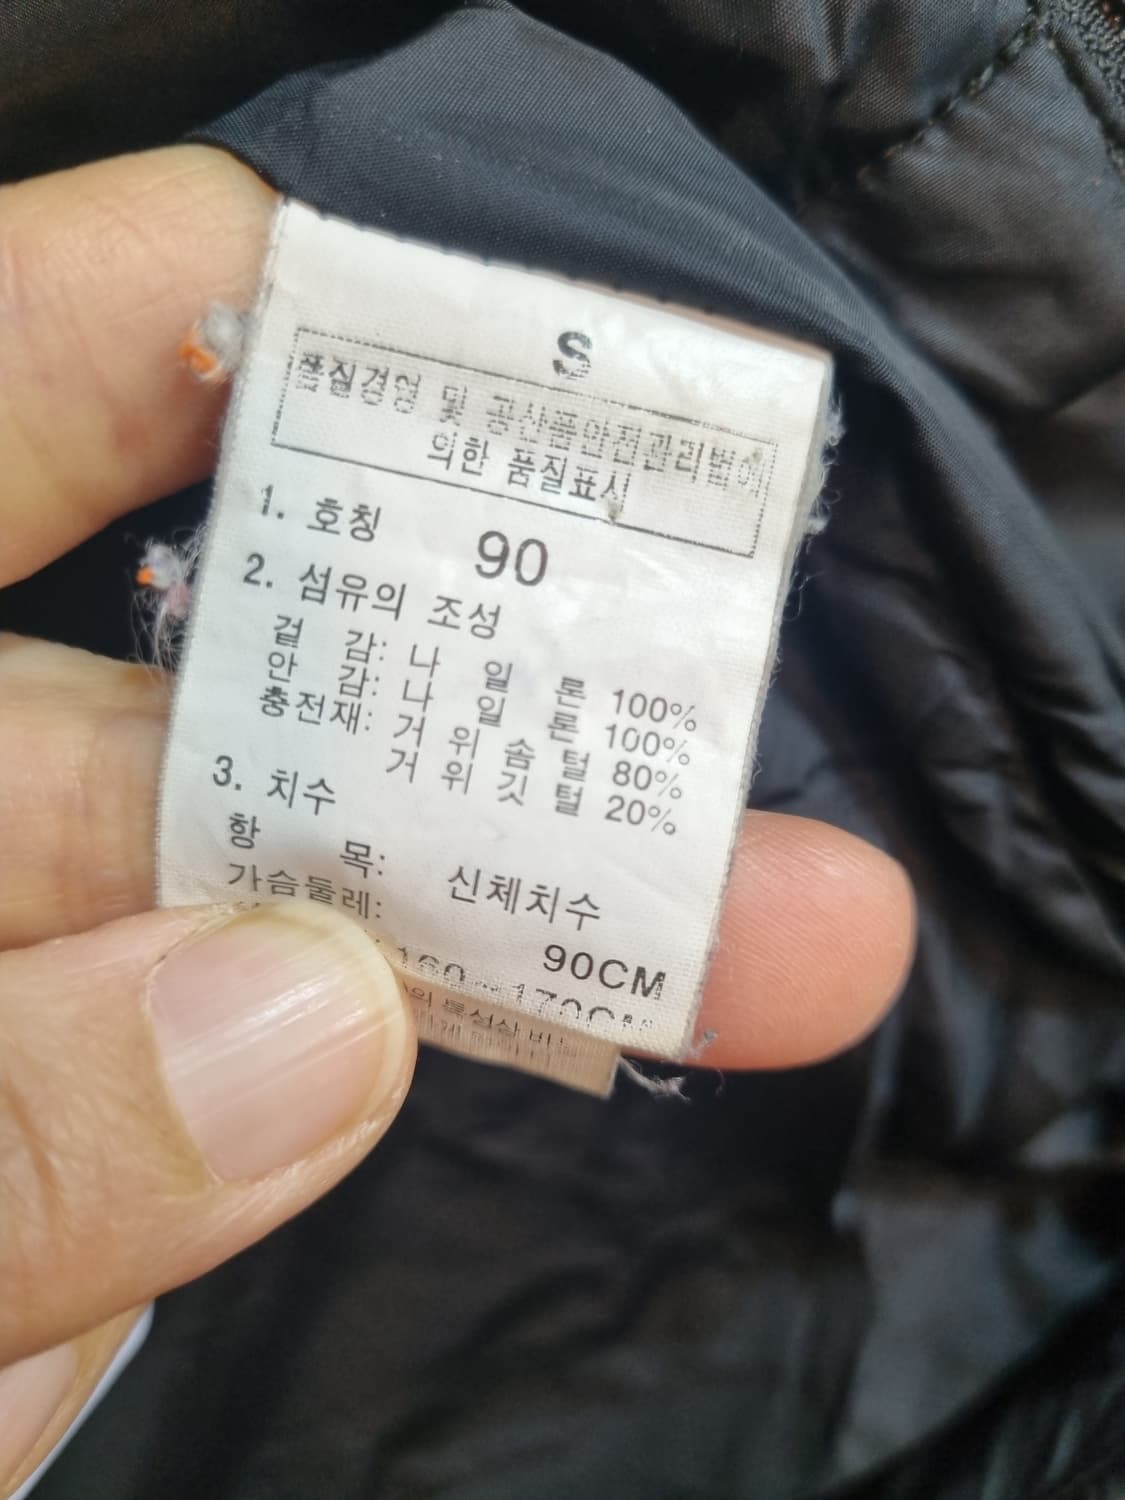 S
품질경영 및 공산품안전관리법에
의한 품질표시
1. 호칭 90
2. 섬유의 조성
겉 감: 나 일 론 100%
안 감: 나 일 론 100%
충전재: 거 위 솜 털 80%
거 위 깃 털 20%
3. 치수
항 목: 신체치수
가슴둘레: 90CM
160~170CM